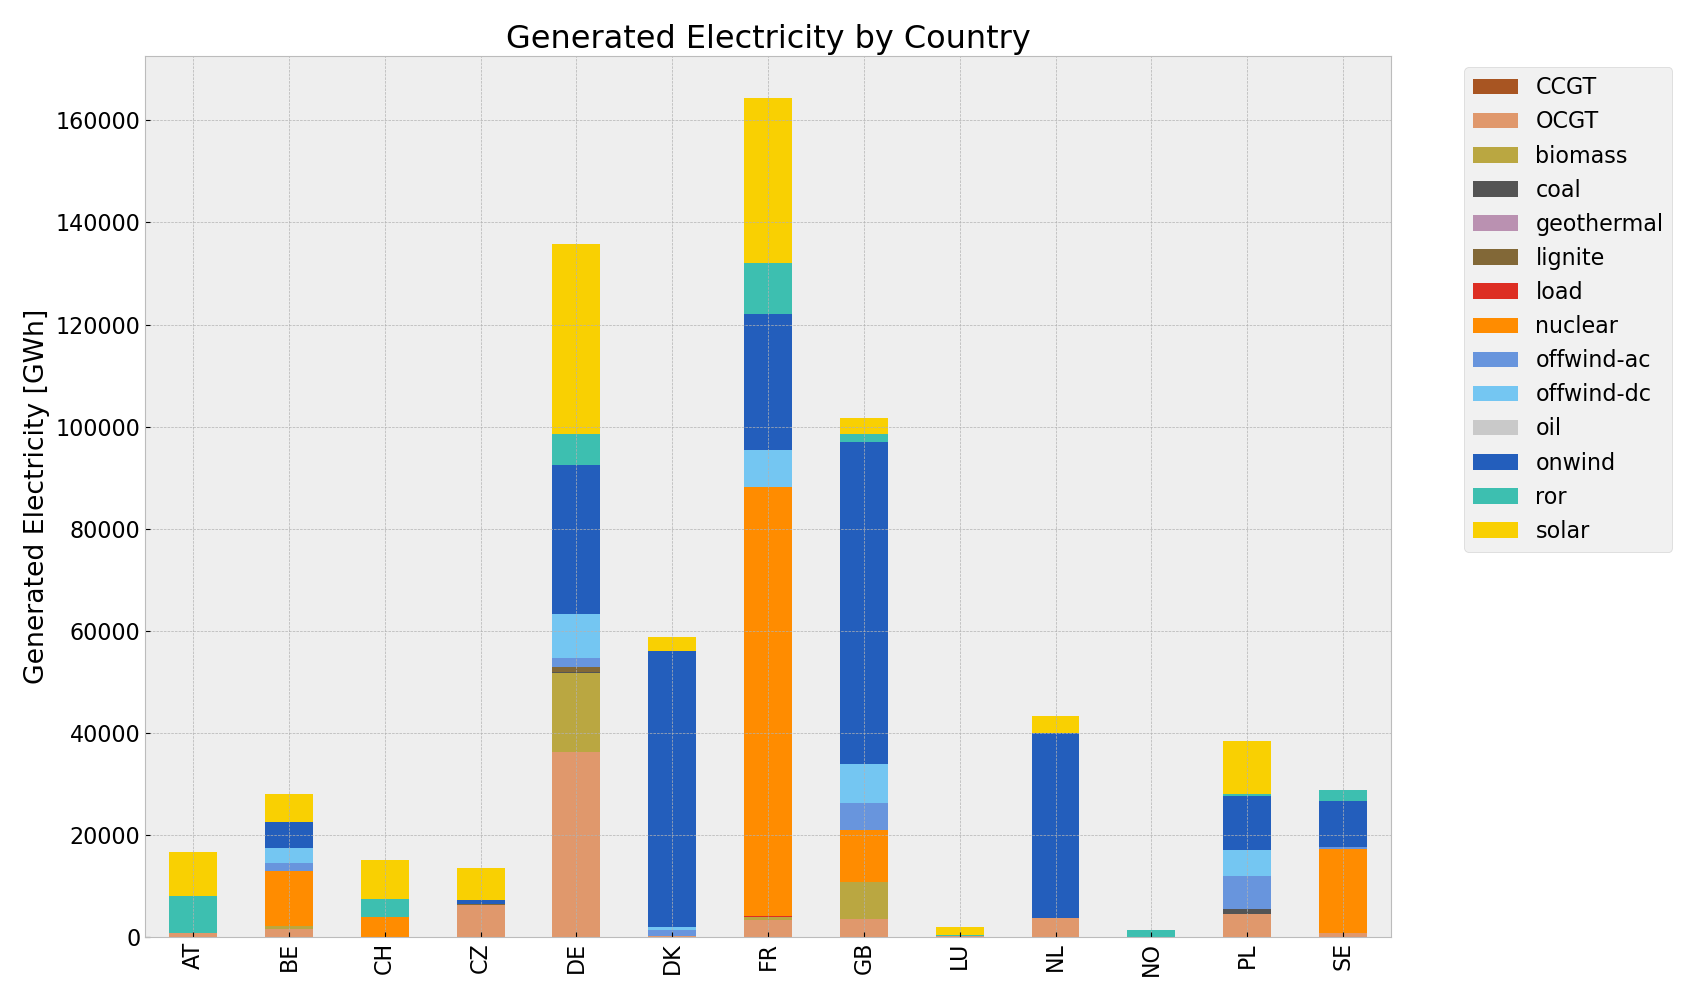 Generated Electricity by Country
Generated Electricity [GWh]
160000
140000
120000
100000
80000
60000
40000
20000
0
AT
BE
CH
CZ
DE
DK
FR
GB
LU
NL
NO
PL
SE
CCGT
OCGT
biomass
coal
geothermal
lignite
load
nuclear
offwind-ac
offwind-dc
oil
onwind
ror
solar